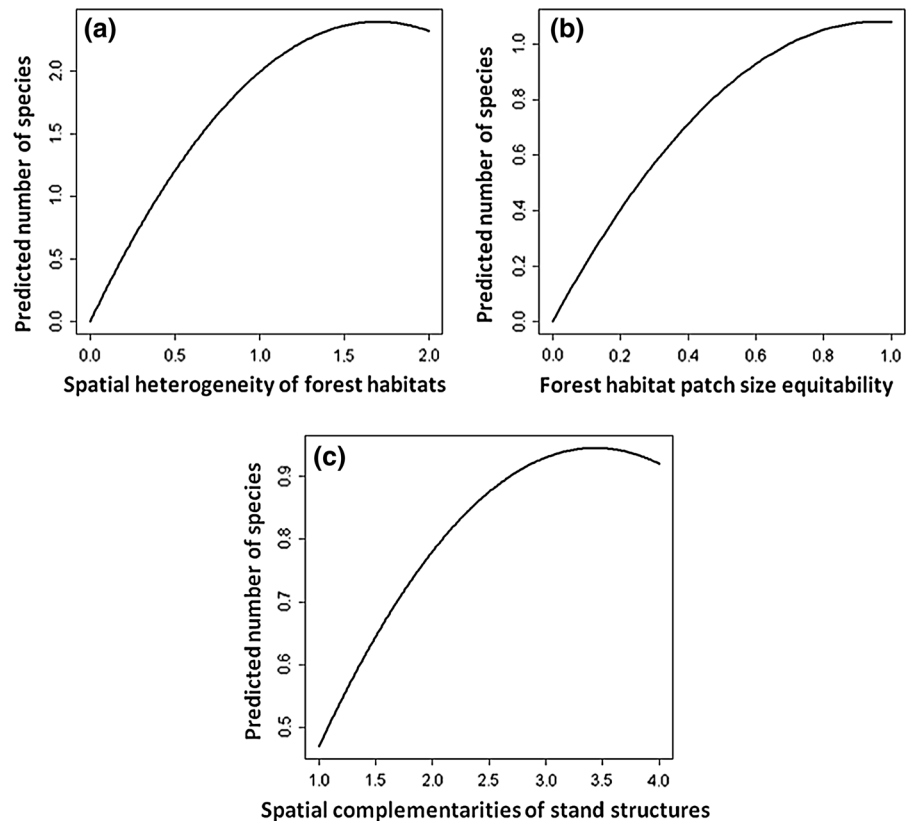 (a)
Predicted number of species
2.0
1.5
1.0
0.5
0.0
0.0 0.5 1.0 1.5 2.0
Spatial heterogeneity of forest habitats
(b)
Predicted number of species
1.0
0.8
0.6
0.4
0.2
0.0
0.0 0.2 0.4 0.6 0.8 1.0
Forest habitat patch size equitability
(c)
Predicted number of species
0.9
0.8
0.7
0.6
0.5
1.0 1.5 2.0 2.5 3.0 3.5 4.0
Spatial complementarities of stand structures